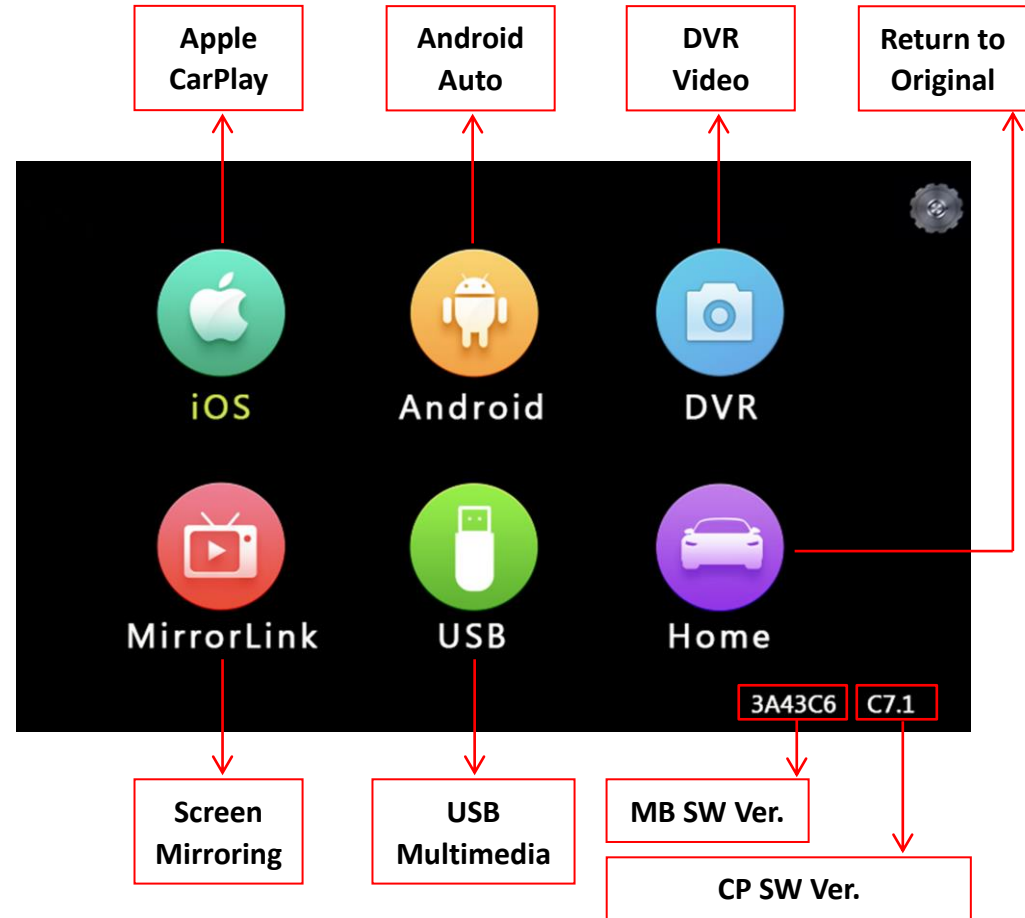 Apple
CarPlay
Android
Auto
DVR
Video
Return to
Original
iOS
Android
DVR
MirrorLink
USB
Home
3A43C6
C7.1
Screen
Mirroring
USB
Multimedia
MB SW Ver.
CP SW Ver.